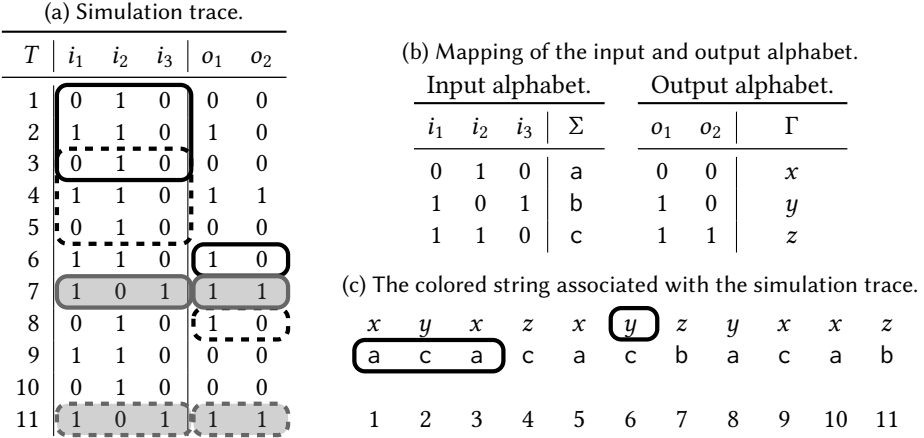 (a) Simulation trace.
T i₁ i₂ i₃ o₁ o₂
1 0 1 0 0 0
2 1 1 0 1 0
3 0 1 0 0 0
4 1 1 0 1 1
5 0 1 0 0 0
6 1 1 0 1 0
7 1 0 1 1 1
8 0 1 0 1 0
9 1 1 0 0 0
10 0 1 0 0 0
11 1 0 1 1 1
(b) Mapping of the input and output alphabet.
Input alphabet. Output alphabet.
i₁ i₂ i₃ Σ o₁ o₂ Γ
0 1 0 a 0 0 x
1 0 1 b 1 0 y
1 1 0 c 1 1 z
(c) The colored string associated with the simulation trace.
x y x z x y z y x x z
a c a c a c b a c a b
1 2 3 4 5 6 7 8 9 10 11